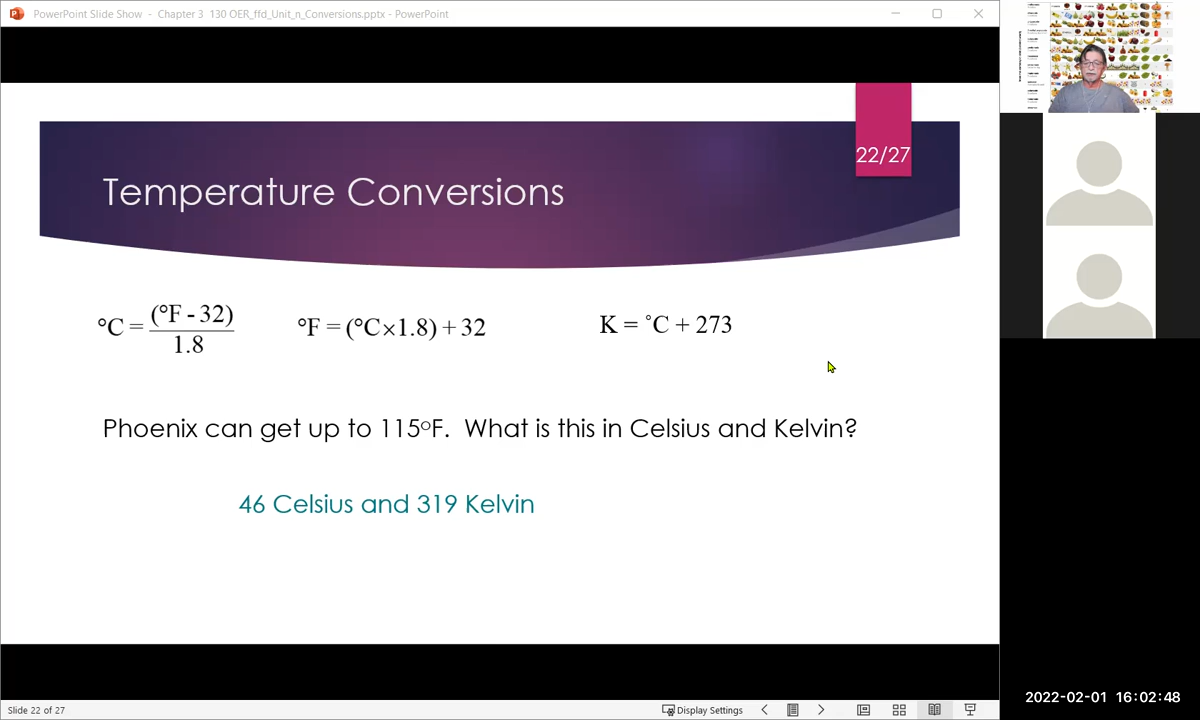 PowerPoint Slide Show - Chapter 3 130 OER_ffd_Unit_n_Conversions.pptx - PowerPoint
22/27
Temperature Conversions
°C = (°F - 32) / 1.8
°F = (°C×1.8) + 32
K = ˚C + 273
Phoenix can get up to 115°F. What is this in Celsius and Kelvin?
46 Celsius and 319 Kelvin
Slide 22 of 27
Display Settings
2022-02-01 16:02:48